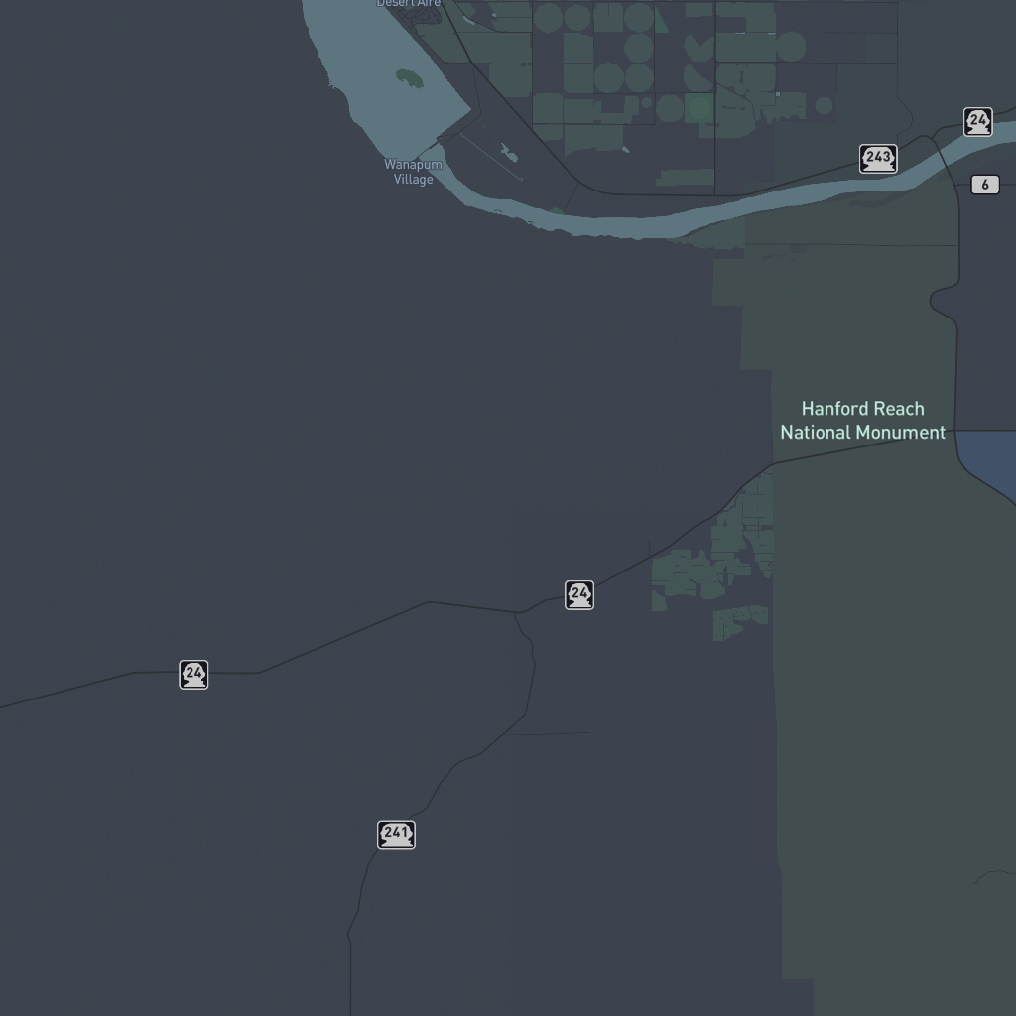 Desert Aire
24
243
Wanapum
Village
6
Hanford Reach
National Monument
24
24
241